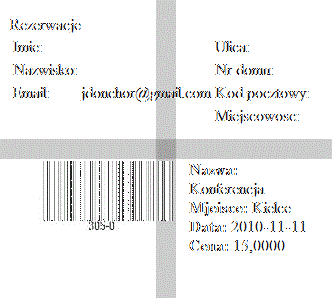 Rezerwacje
Imie: Ulica:
Nazwisko: Nr domu:
Email: jdonchor@gmail.com Kod pocztowy:
Miejscowosc:
305-0
Nazwa:
Konferencja
Miejsce: Kielce
Data: 2010-11-11
Cena: 15,0000